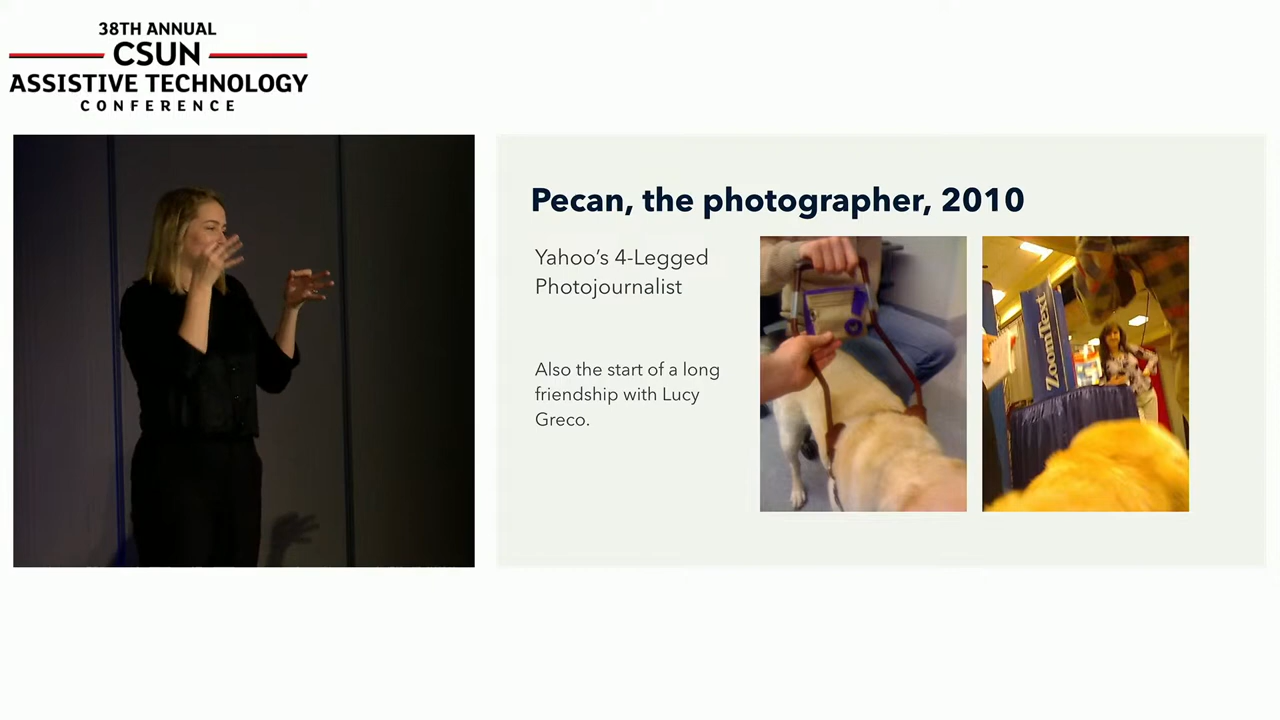 38TH ANNUAL
CSUN
ASSISTIVE TECHNOLOGY
CONFERENCE
Pecan, the photographer, 2010
Yahoo’s 4-Legged
Photojournalist
Also the start of a long
friendship with Lucy
Greco.
ZoomText